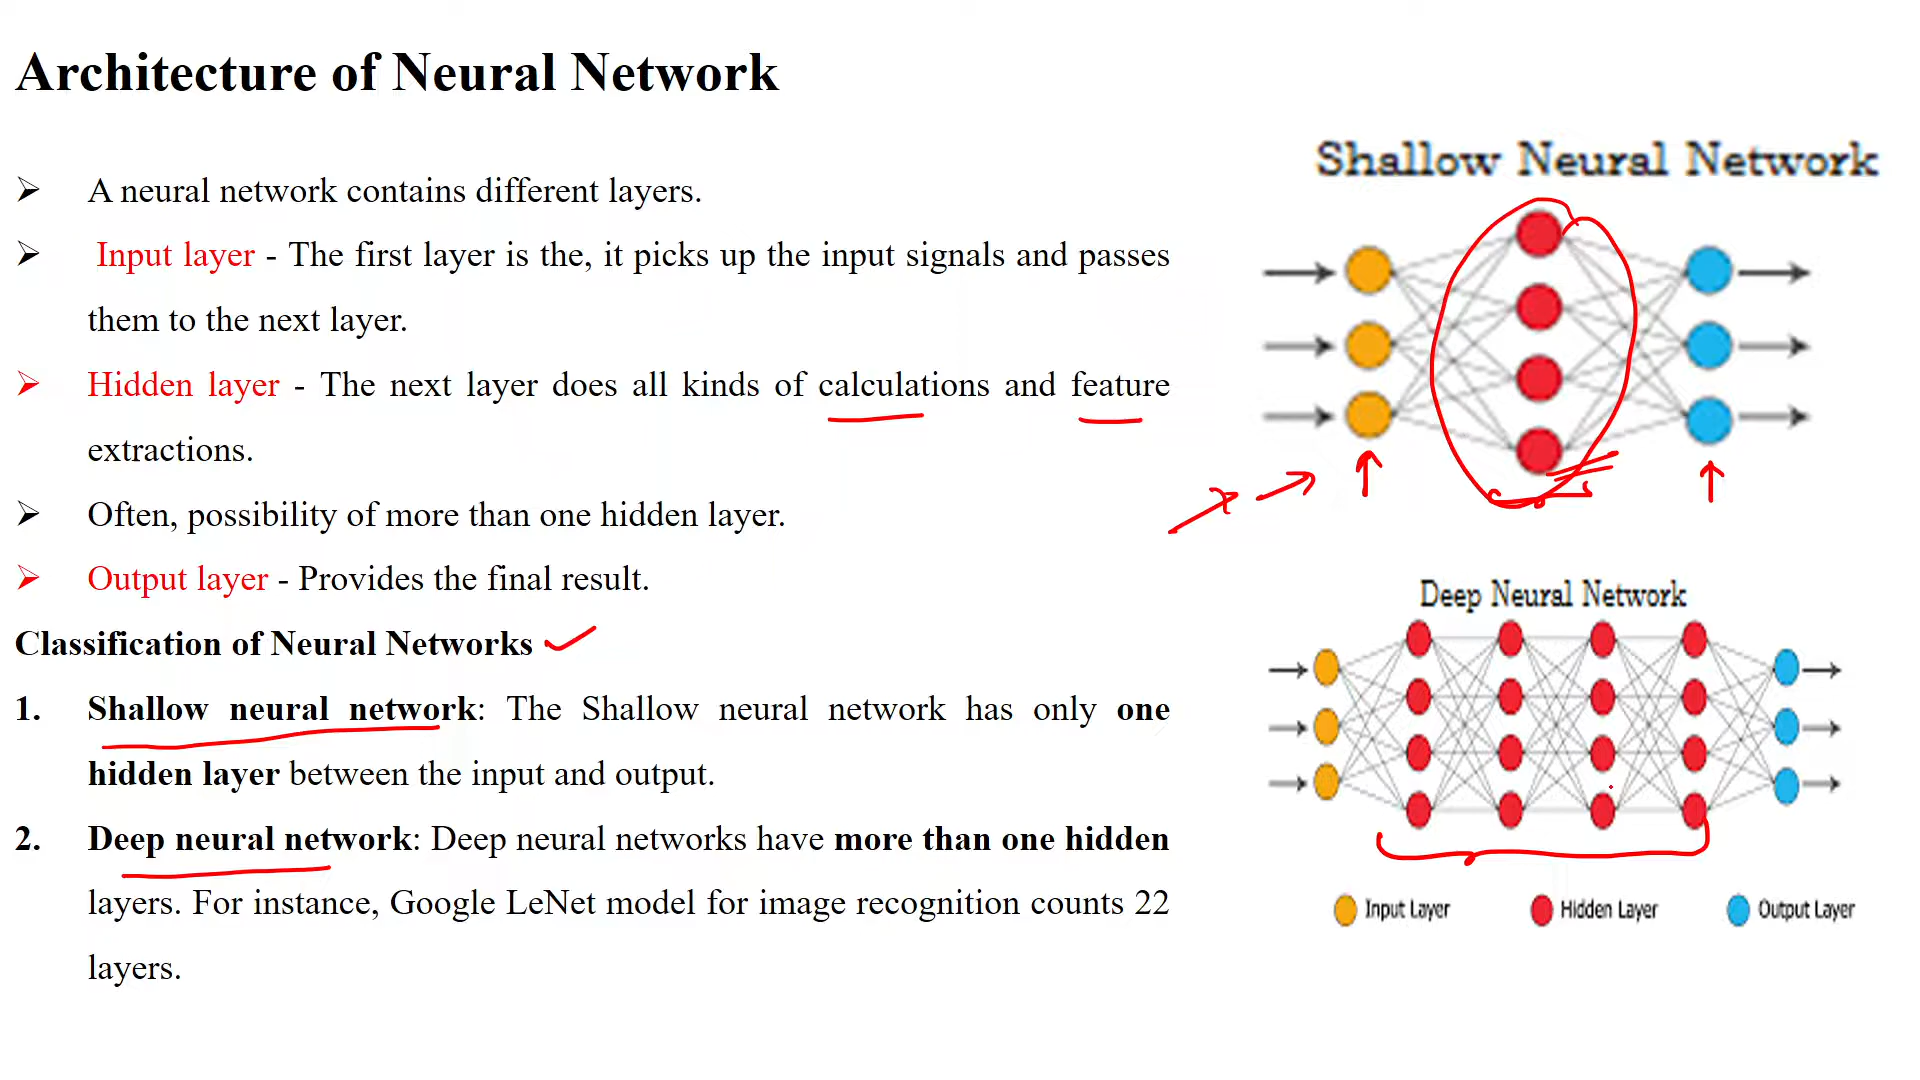 Architecture of Neural Network
➢ A neural network contains different layers.
➢ Input layer - The first layer is the, it picks up the input signals and passes
them to the next layer.
➢ Hidden layer - The next layer does all kinds of calculations and feature
extractions.
➢ Often, possibility of more than one hidden layer.
➢ Output layer - Provides the final result.
Classification of Neural Networks
1. Shallow neural network: The Shallow neural network has only one
hidden layer between the input and output.
2. Deep neural network: Deep neural networks have more than one hidden
layers. For instance, Google LeNet model for image recognition counts 22
layers.
Shallow Neural Network
Deep Neural Network
Input Layer
Hidden Layer
Output Layer